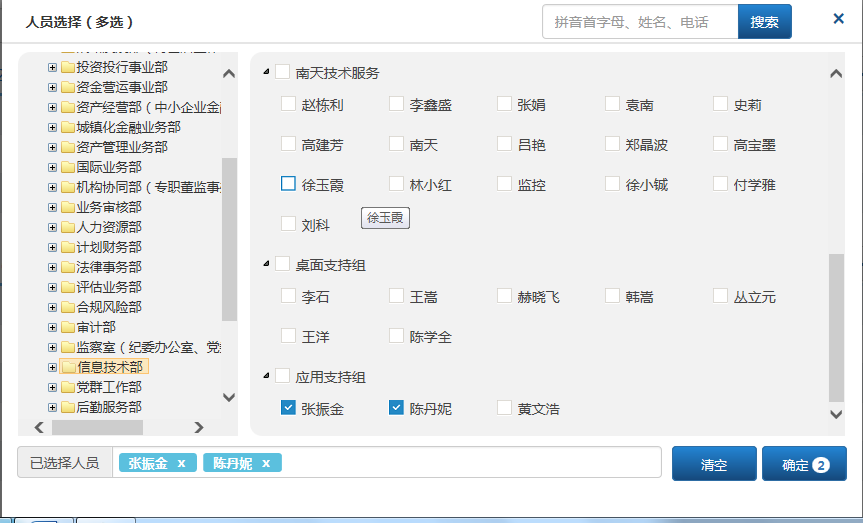 人员选择（多选）
拼音首字母、姓名、电话
搜索
×
投资投行事业部
资金营运事业部
资产经营部（中小企业金
城镇化金融业务部
资产管理业务部
国际业务部
机构协同部（专职董监事
业务审核部
人力资源部
计划财务部
法律事务部
评估业务部
合规风险部
审计部
监察室（纪委办公室、党
信息技术部
党群工作部
后勤服务部
南天技术服务
赵栋利 李鑫盛 张娟 袁南 史莉
高建芳 南天 吕艳 郑晶波 高宝墨
徐玉霞 林小红 监控 徐小铖 付学雅
刘科
徐玉霞
桌面支持组
李石 王嵩 赫晓飞 韩嵩 丛立元
王洋 陈学全
应用支持组
张振金 陈丹妮 黄文浩
已选择人员 张振金 x 陈丹妮 x
清空
确定 2